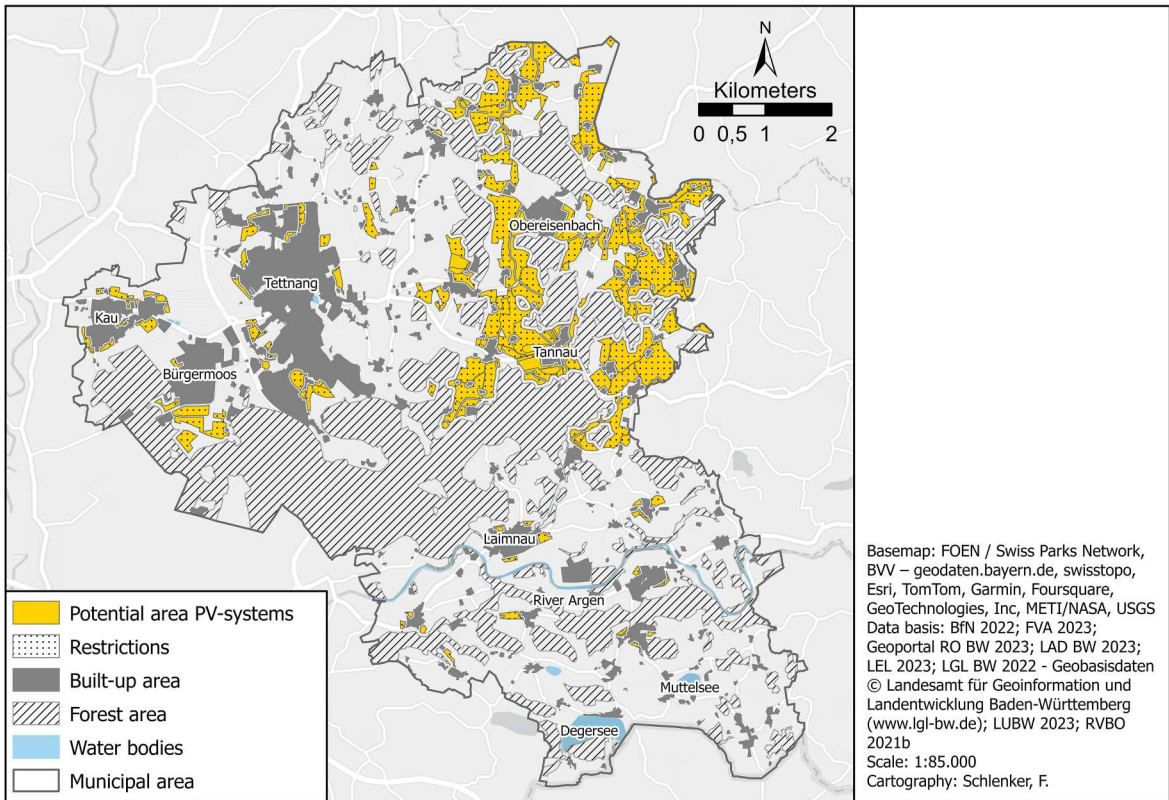 N
Kilometers
0 0,5 1 2
Obereisenbach
Tettnang
Kau
Tannau
Bürgermoos
Laimnau
River Argen
Muttelsee
Degersee
Potential area PV-systems
Restrictions
Built-up area
Forest area
Water bodies
Municipal area
Basemap: FOEN / Swiss Parks Network,
BVV – geodaten.bayern.de, swisstopo,
Esri, TomTom, Garmin, Foursquare,
GeoTechnologies, Inc, METI/NASA, USGS
Data basis: BfN 2022; FVA 2023;
Geoportal RO BW 2023; LAD BW 2023;
LEL 2023; LGL BW 2022 - Geobasisdaten
© Landesamt für Geoinformation und
Landentwicklung Baden-Württemberg
(www.lgl-bw.de); LUBW 2023; RVBO
2021b
Scale: 1:85.000
Cartography: Schlenker, F.